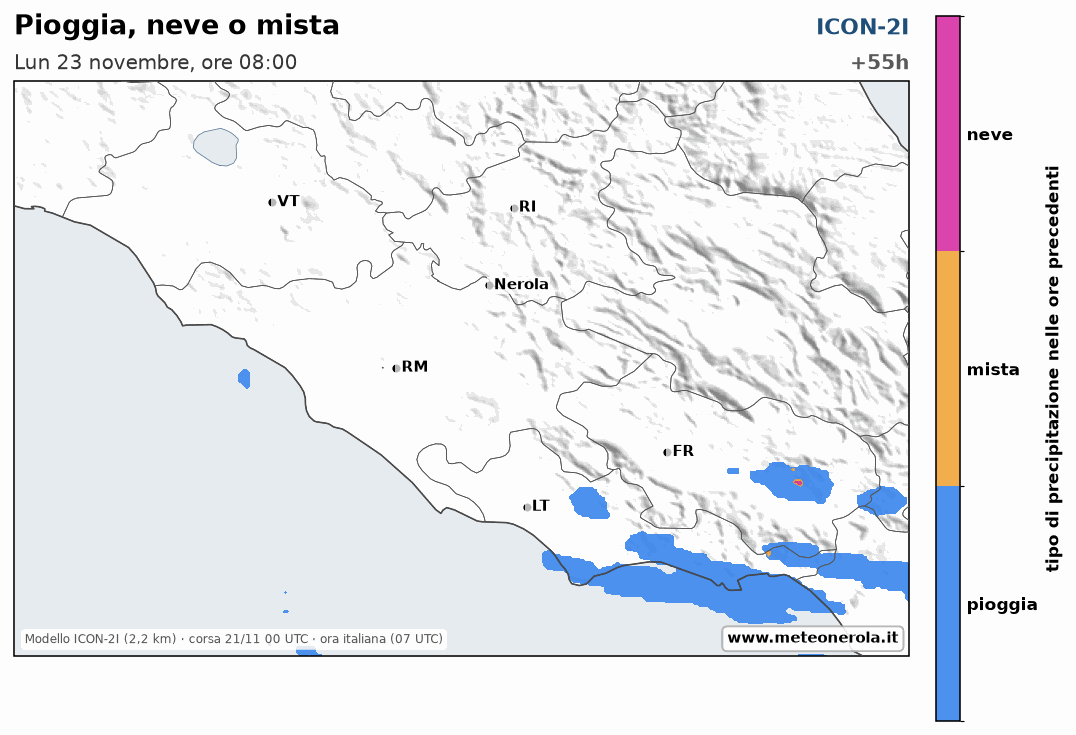 Pioggia, neve o mista
ICON-2I
Lun 23 novembre, ore 08:00
+55h
neve
VT
RI
Nerola
RM
mista
FR
LT
pioggia
tipo di precipitazione nelle ore precedenti
Modello ICON-2I (2,2 km) · corsa 21/11 00 UTC · ora italiana (07 UTC)
www.meteonerola.it